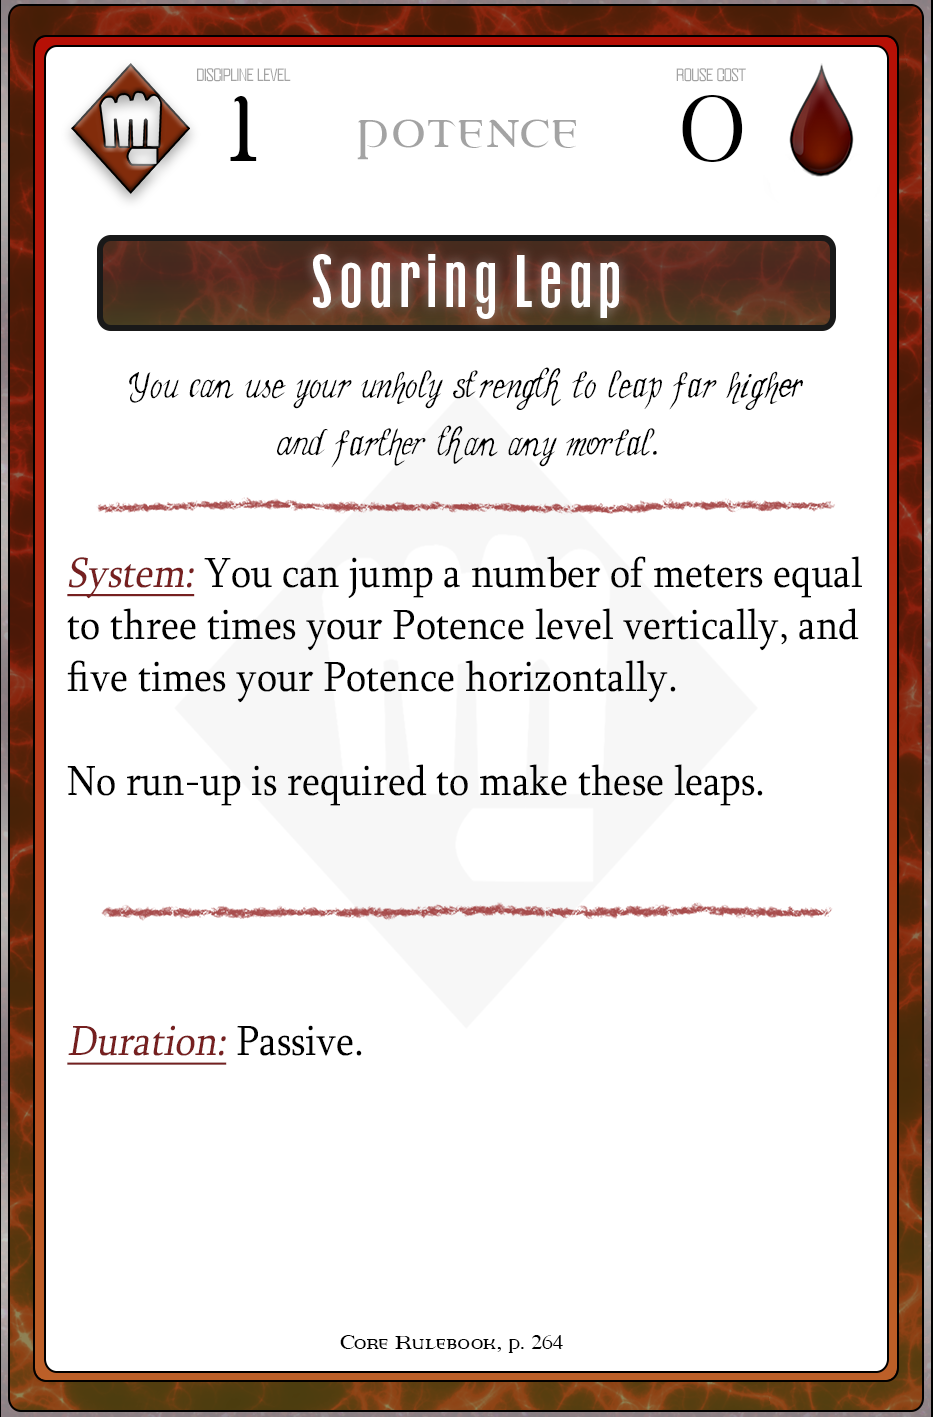 DISCIPLINE LEVEL
1
POTENCE
ROUSE COST
0
Soaring Leap
You can use your unholy strength to leap far higher
and farther than any mortal.
System: You can jump a number of meters equal
to three times your Potence level vertically, and
five times your Potence horizontally.
No run-up is required to make these leaps.
Duration: Passive.
Core Rulebook, p. 264